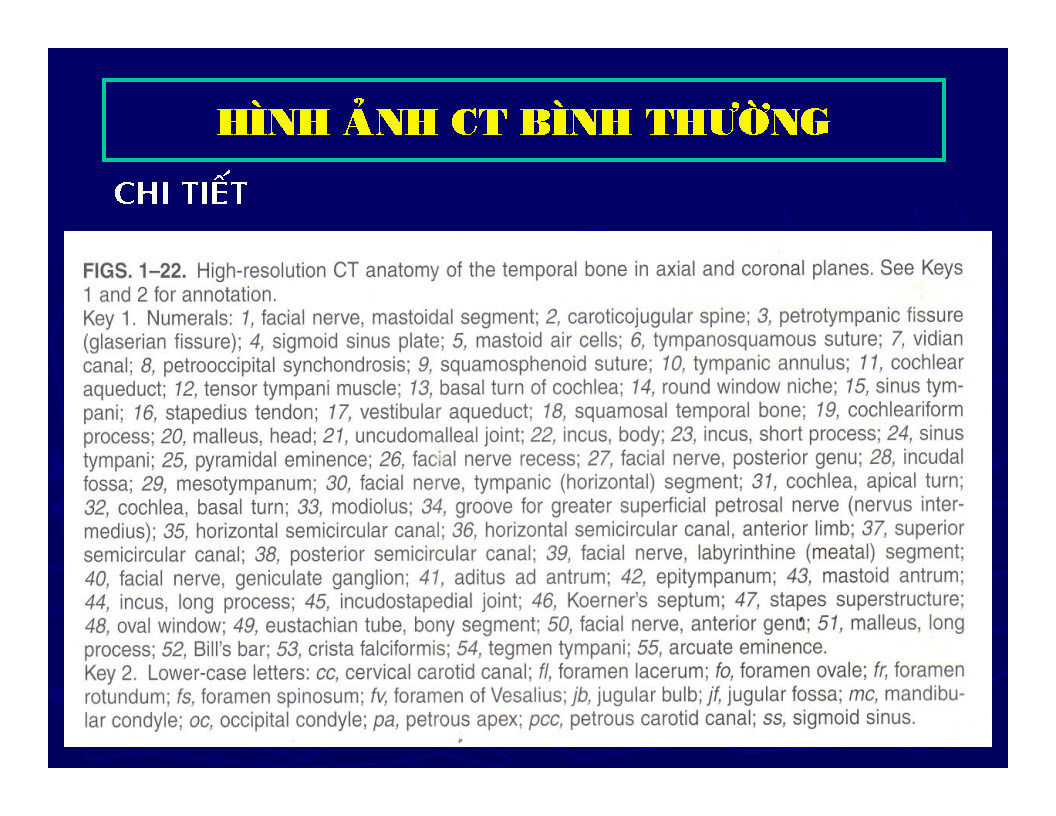 HÌNH ẢNH CT BÌNH THƯỜNG
CHI TIẾT
FIGS. 1–22. High-resolution CT anatomy of the temporal bone in axial and coronal planes. See Keys
1 and 2 for annotation.
Key 1. Numerals: 1, facial nerve, mastoidal segment; 2, caroticojugular spine; 3, petrotympanic fissure
(glaserian fissure); 4, sigmoid sinus plate; 5, mastoid air cells; 6, tympanosquamous suture; 7, vidian
canal; 8, petrooccipital synchondrosis; 9, squamosphenoid suture; 10, tympanic annulus; 11, cochlear
aqueduct; 12, tensor tympani muscle; 13, basal turn of cochlea; 14, round window niche; 15, sinus tym-
pani; 16, stapedius tendon; 17, vestibular aqueduct; 18, squamosal temporal bone; 19, cochleariform
process; 20, malleus, head; 21, uncudomalleal joint; 22, incus, body; 23, incus, short process; 24, sinus
tympani; 25, pyramidal eminence; 26, facial nerve recess; 27, facial nerve, posterior genu; 28, incudal
fossa; 29, mesotympanum; 30, facial nerve, tympanic (horizontal) segment; 31, cochlea, apical turn;
32, cochlea, basal turn; 33, modiolus; 34, groove for greater superficial petrosal nerve (nervus inter-
medius); 35, horizontal semicircular canal; 36, horizontal semicircular canal, anterior limb; 37, superior
semicircular canal; 38, posterior semicircular canal; 39, facial nerve, labyrinthine (meatal) segment;
40, facial nerve, geniculate ganglion; 41, aditus ad antrum; 42, epitympanum; 43, mastoid antrum;
44, incus, long process; 45, incudostapedial joint; 46, Koerner's septum; 47, stapes superstructure;
48, oval window; 49, eustachian tube, bony segment; 50, facial nerve, anterior genu; 51, malleus, long
process; 52, Bill's bar; 53, crista falciformis; 54, tegmen tympani; 55, arcuate eminence.
Key 2. Lower-case letters: cc, cervical carotid canal; fl, foramen lacerum; fo, foramen ovale; fr, foramen
rotundum; fs, foramen spinosum; fv, foramen of Vesalius; jb, jugular bulb; jf, jugular fossa; mc, mandibu-
lar condyle; oc, occipital condyle; pa, petrous apex; pcc, petrous carotid canal; ss, sigmoid sinus.